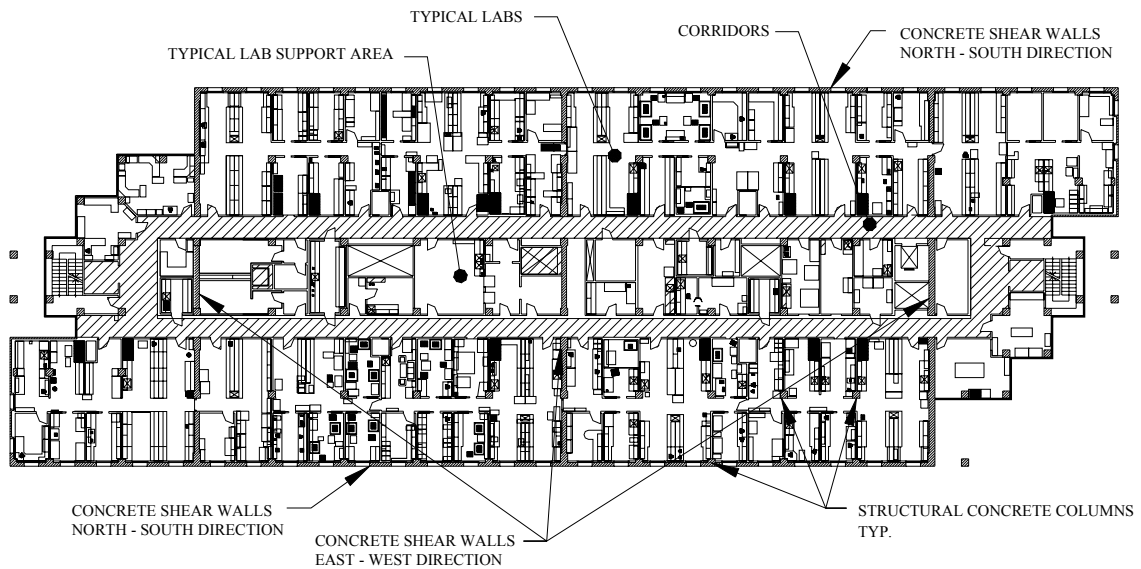 TYPICAL LABS
CORRIDORS
CONCRETE SHEAR WALLS
NORTH - SOUTH DIRECTION
TYPICAL LAB SUPPORT AREA
CONCRETE SHEAR WALLS
NORTH - SOUTH DIRECTION
CONCRETE SHEAR WALLS
EAST - WEST DIRECTION
STRUCTURAL CONCRETE COLUMNS
TYP.